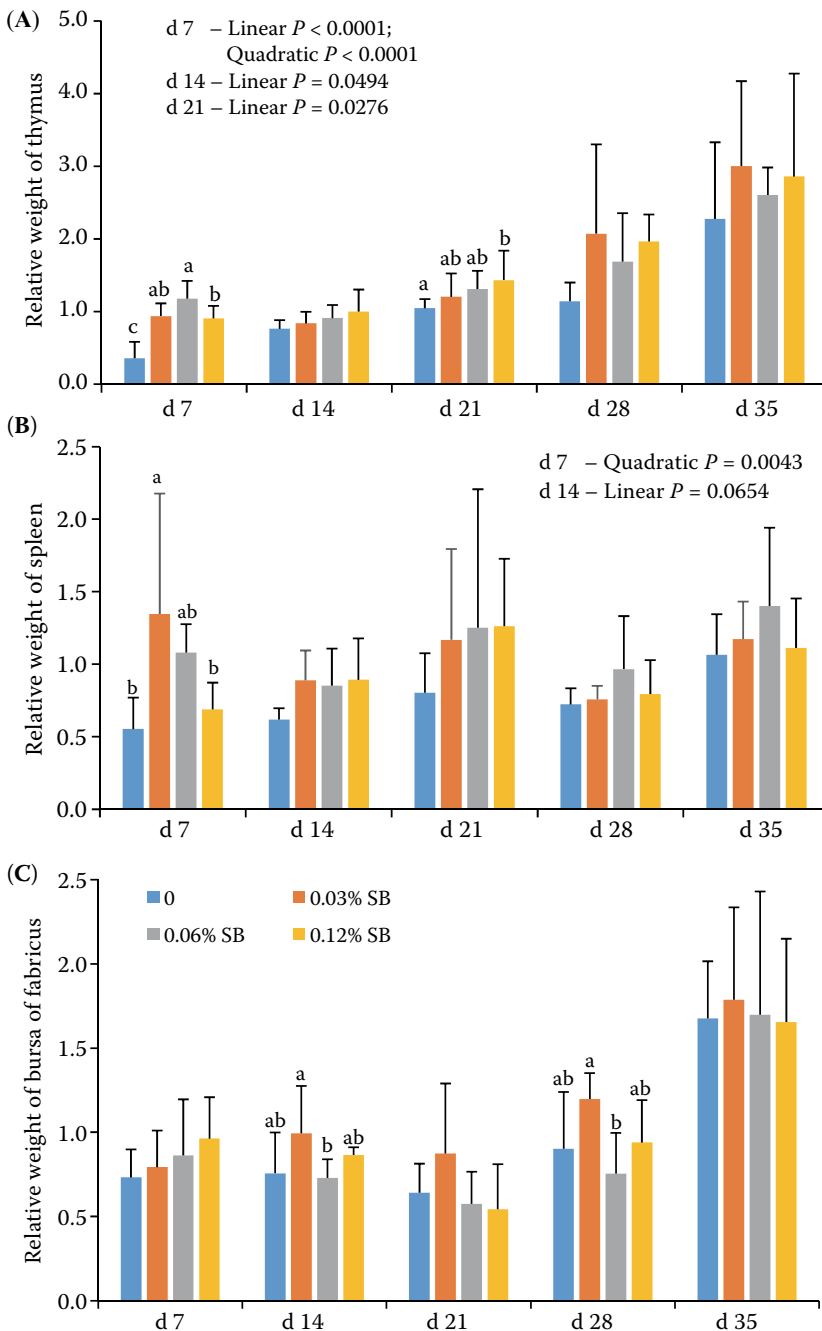 (A)
d 7 – Linear P < 0.0001;
Quadratic P < 0.0001
d 14 – Linear P = 0.0494
d 21 – Linear P = 0.0276
Relative weight of thymus
5.0
4.0
3.0
2.0
1.0
0.0
c ab a b
a ab ab b
d 7 d 14 d 21 d 28 d 35
(B)
d 7 – Quadratic P = 0.0043
d 14 – Linear P = 0.0654
Relative weight of spleen
2.5
2.0
1.5
1.0
0.5
0.0
b a ab b
d 7 d 14 d 21 d 28 d 35
(C)
0 0.03% SB
0.06% SB 0.12% SB
Relative weight of bursa of fabricus
2.5
2.0
1.5
1.0
0.5
0.0
ab a b ab
ab a b ab
d 7 d 14 d 21 d 28 d 35